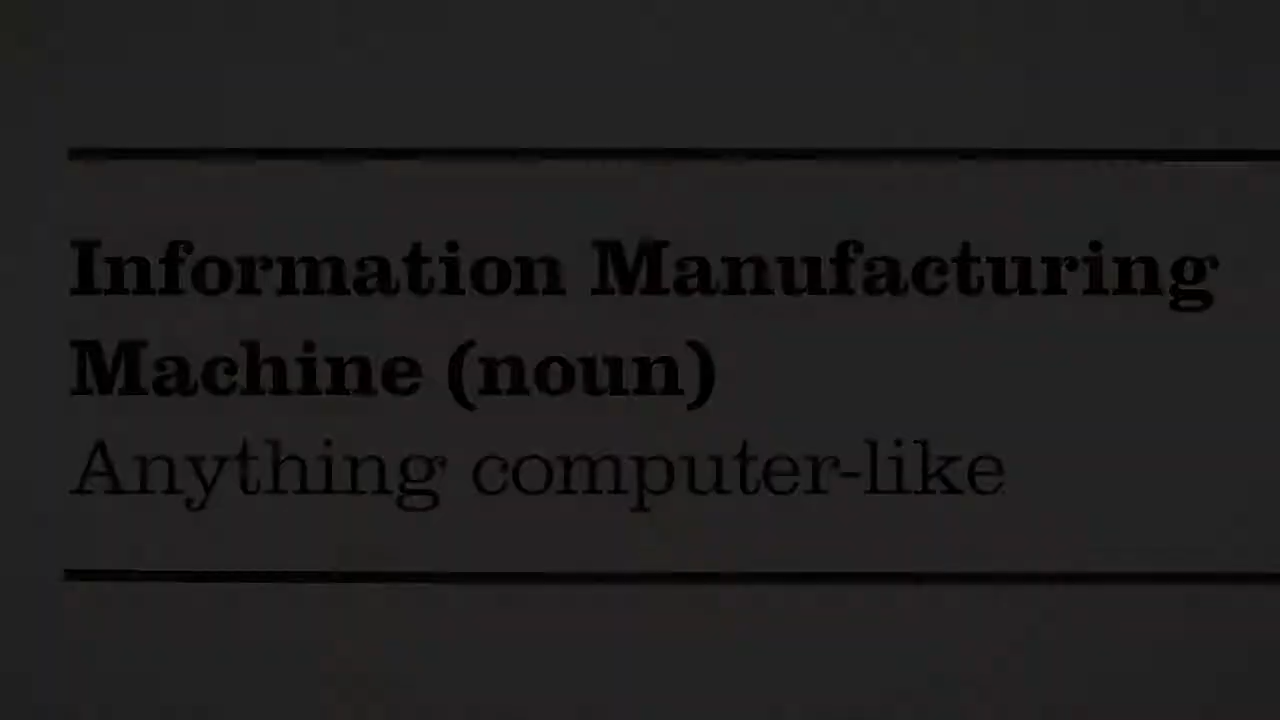 Information Manufacturing
Machine (noun)
Anything computer-like